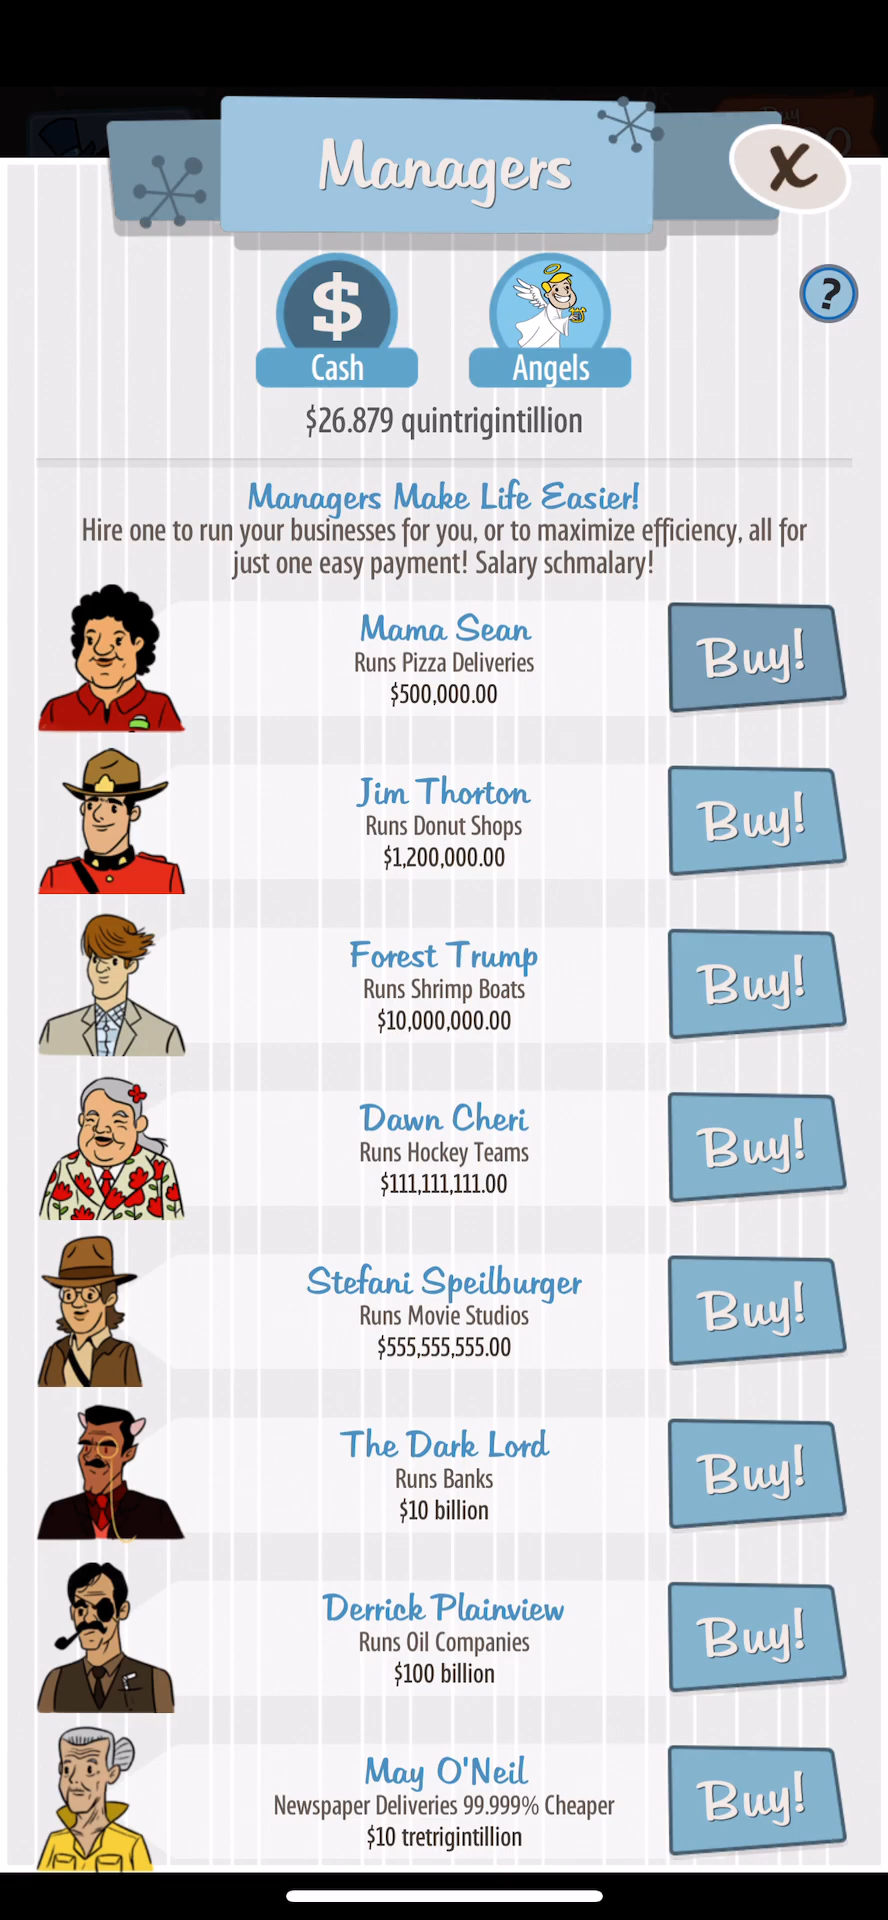 Managers
X
$
?
Cash
Angels
$26.879 quintrigintillion
Managers Make Life Easier!
Hire one to run your businesses for you, or to maximize efficiency, all for
just one easy payment! Salary schmalary!
Mama Sean
Runs Pizza Deliveries
$500,000.00
Buy!
Jim Thorton
Runs Donut Shops
$1,200,000.00
Buy!
Forest Trump
Runs Shrimp Boats
$10,000,000.00
Buy!
Dawn Cheri
Runs Hockey Teams
$111,111,111.00
Buy!
Stefani Speilburger
Runs Movie Studios
$555,555,555.00
Buy!
The Dark Lord
Runs Banks
$10 billion
Buy!
Derrick Plainview
Runs Oil Companies
$100 billion
Buy!
May O'Neil
Newspaper Deliveries 99.999% Cheaper
$10 tretrigintillion
Buy!